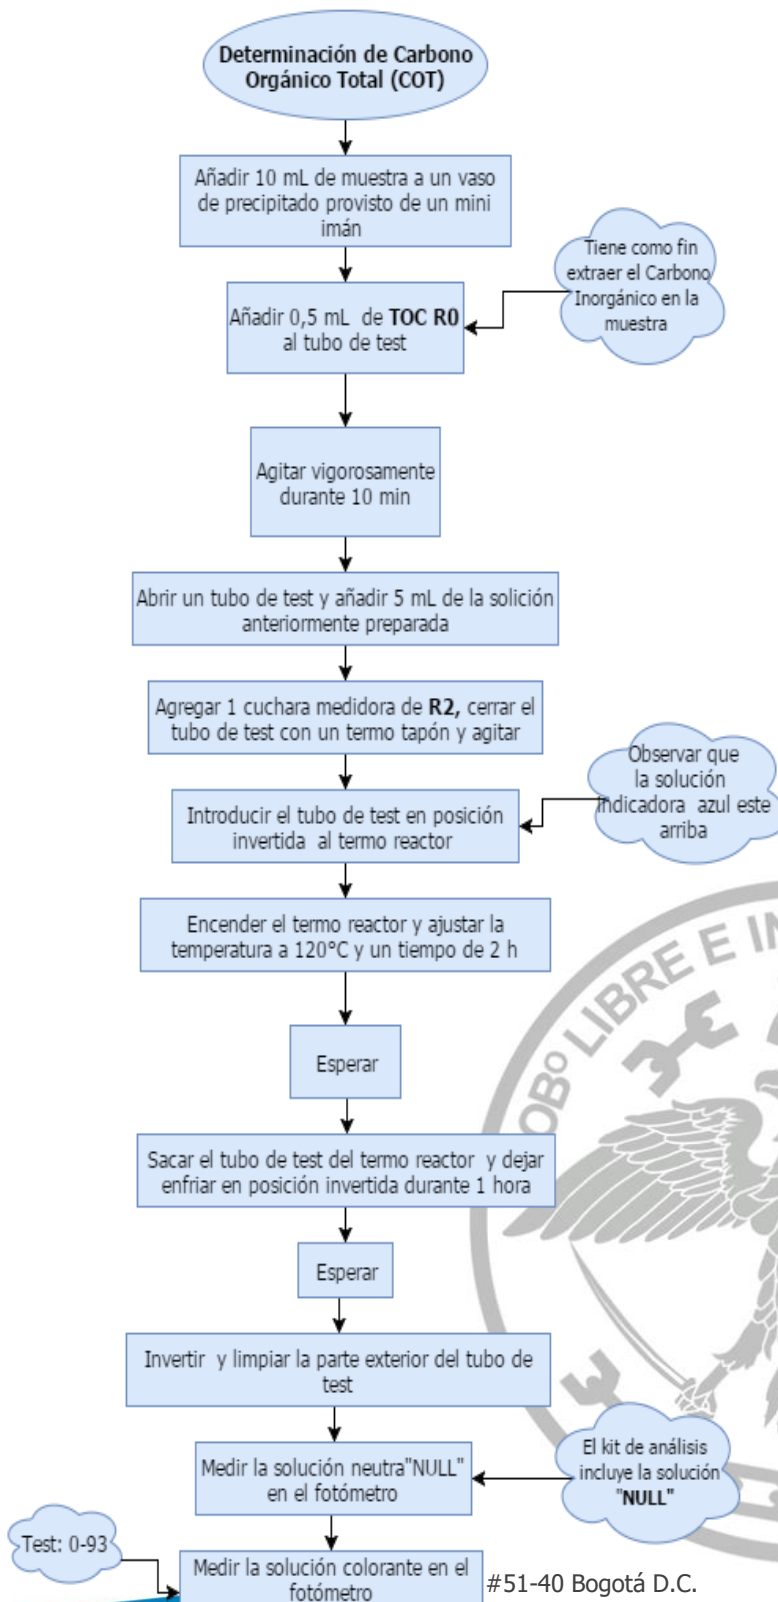 Determinación de Carbono
Orgánico Total (COT)
Añadir 10 mL de muestra a un vaso
de precipitado provisto de un mini
imán
Tiene como fin
extraer el Carbono
Inorgánico en la
muestra
Añadir 0,5 mL de TOC R0
al tubo de test
Agitar vigorosamente
durante 10 min
Abrir un tubo de test y añadir 5 mL de la solición
anteriormente preparada
Agregar 1 cuchara medidora de R2, cerrar el
tubo de test con un termo tapón y agitar
Observar que
la solución
indicadora azul este
arriba
Introducir el tubo de test en posición
invertida al termo reactor
Encender el termo reactor y ajustar la
temperatura a 120°C y un tiempo de 2 h
OBº LIBRE E IN
Esperar
Sacar el tubo de test del termo reactor y dejar
enfriar en posición invertida durante 1 hora
Esperar
Invertir y limpiar la parte exterior del tubo de
test
Medir la solución neutra"NULL"
en el fotómetro
El kit de análisis
incluye la solución
"NULL"
Test: 0-93
Medir la solución colorante en el
fotómetro
#51-40 Bogotá D.C.